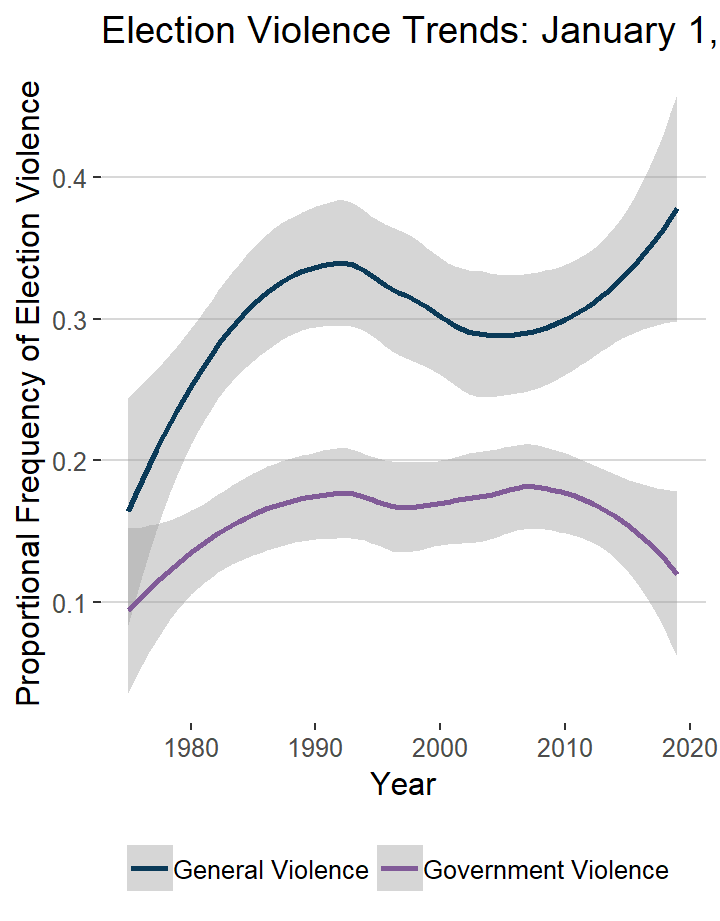 Election Violence Trends: January 1,
Proportional Frequency of Election Violence
0.4
0.3
0.2
0.1
1980 1990 2000 2010 2020
Year
General Violence Government Violence